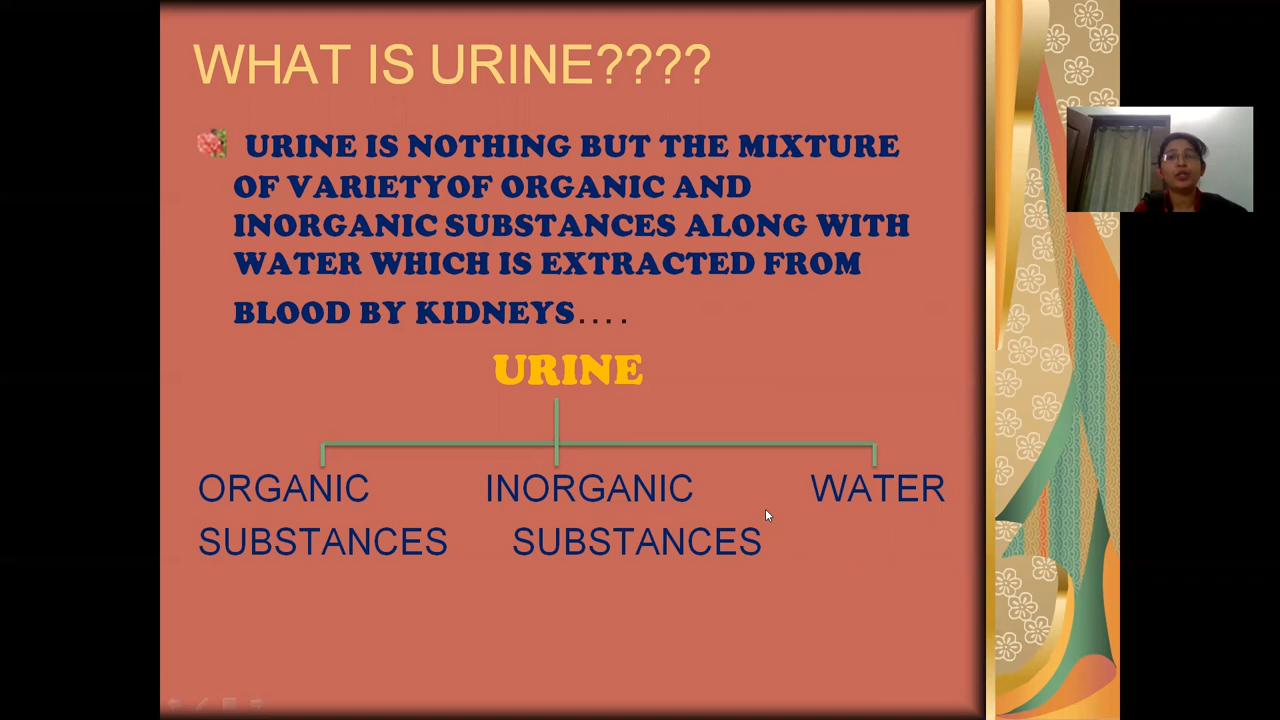 WHAT IS URINE????
URINE IS NOTHING BUT THE MIXTURE
OF VARIETYOF ORGANIC AND
INORGANIC SUBSTANCES ALONG WITH
WATER WHICH IS EXTRACTED FROM
BLOOD BY KIDNEYS....
URINE
ORGANIC INORGANIC WATER
SUBSTANCES SUBSTANCES